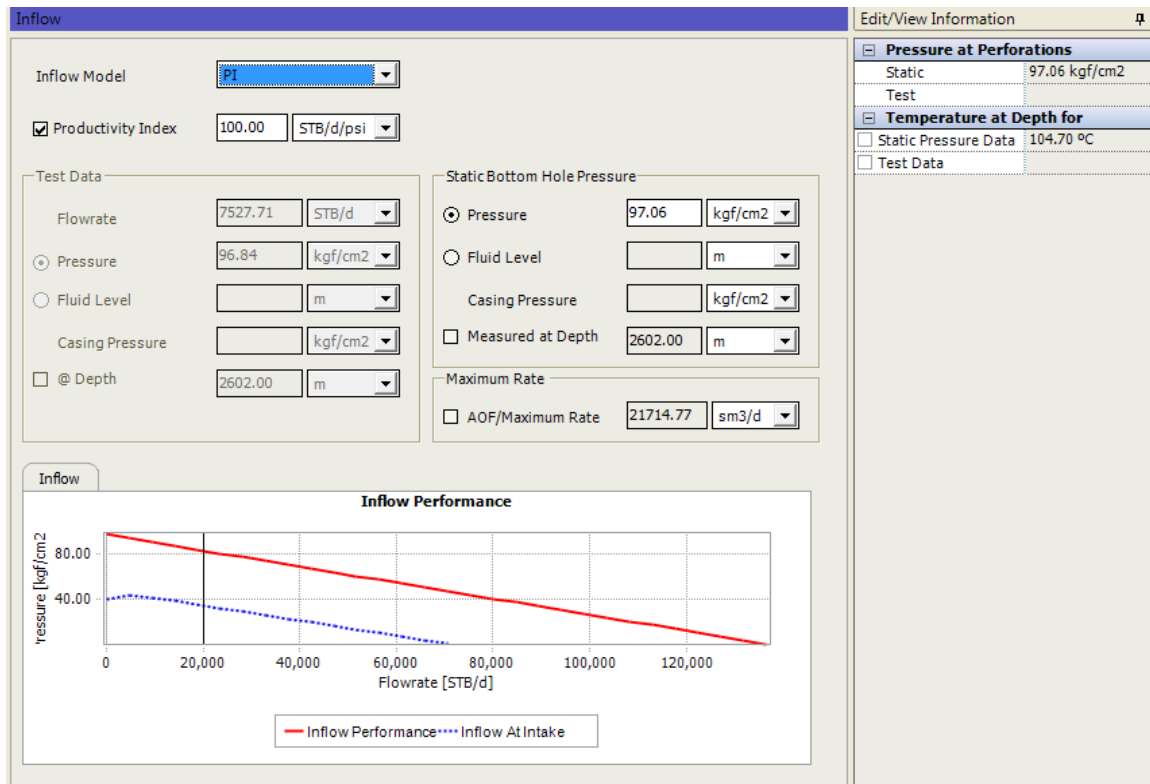 Inflow
Inflow Model PI
Productivity Index 100.00 STB/d/psi
Test Data
Flowrate 7527.71 STB/d
Pressure 96.84 kgf/cm2
Fluid Level m
Casing Pressure kgf/cm2
@ Depth 2602.00 m
Static Bottom Hole Pressure
Pressure 97.06 kgf/cm2
Fluid Level m
Casing Pressure kgf/cm2
Measured at Depth 2602.00 m
Maximum Rate
AOF/Maximum Rate 21714.77 sm3/d
Inflow
Inflow Performance
ressure [kgf/cm2
80.00
40.00
0 20,000 40,000 60,000 80,000 100,000 120,000
Flowrate [STB/d]
Inflow Performance Inflow At Intake
Edit/View Information
Pressure at Perforations
Static 97.06 kgf/cm2
Test
Temperature at Depth for
Static Pressure Data 104.70 ºC
Test Data